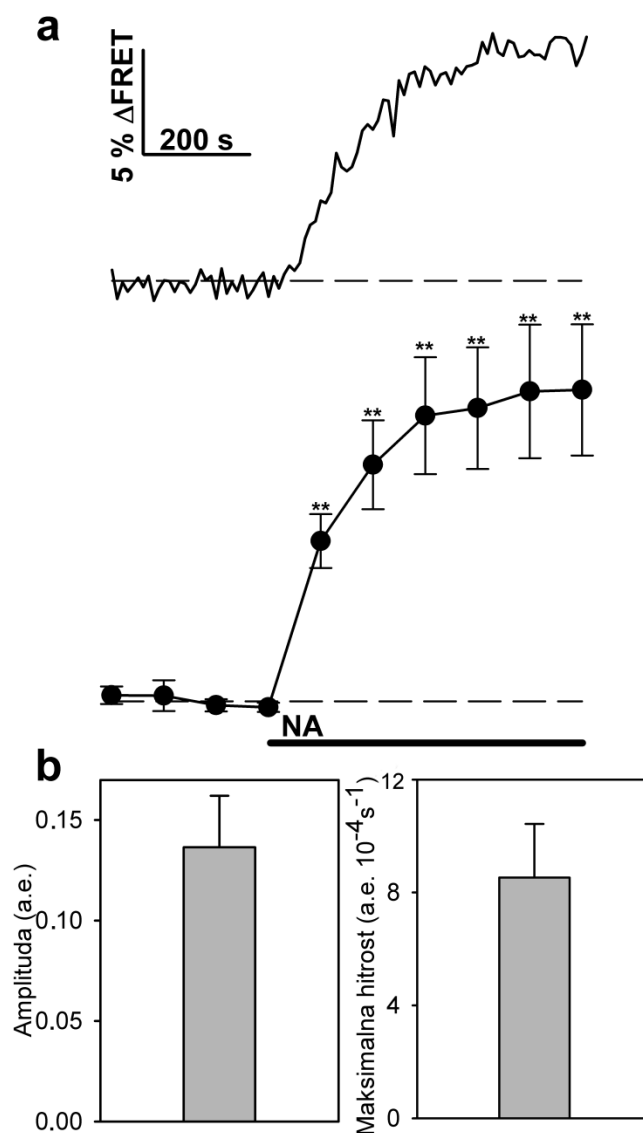 a
5 % ΔFRET
200 s
**
**
**
**
**
**
NA
b
Amplituda (a.e.)
0.15
0.10
0.05
0.00
Maksimalna hitrost (a.e. 10⁻⁴s⁻¹)
12
8
4
0